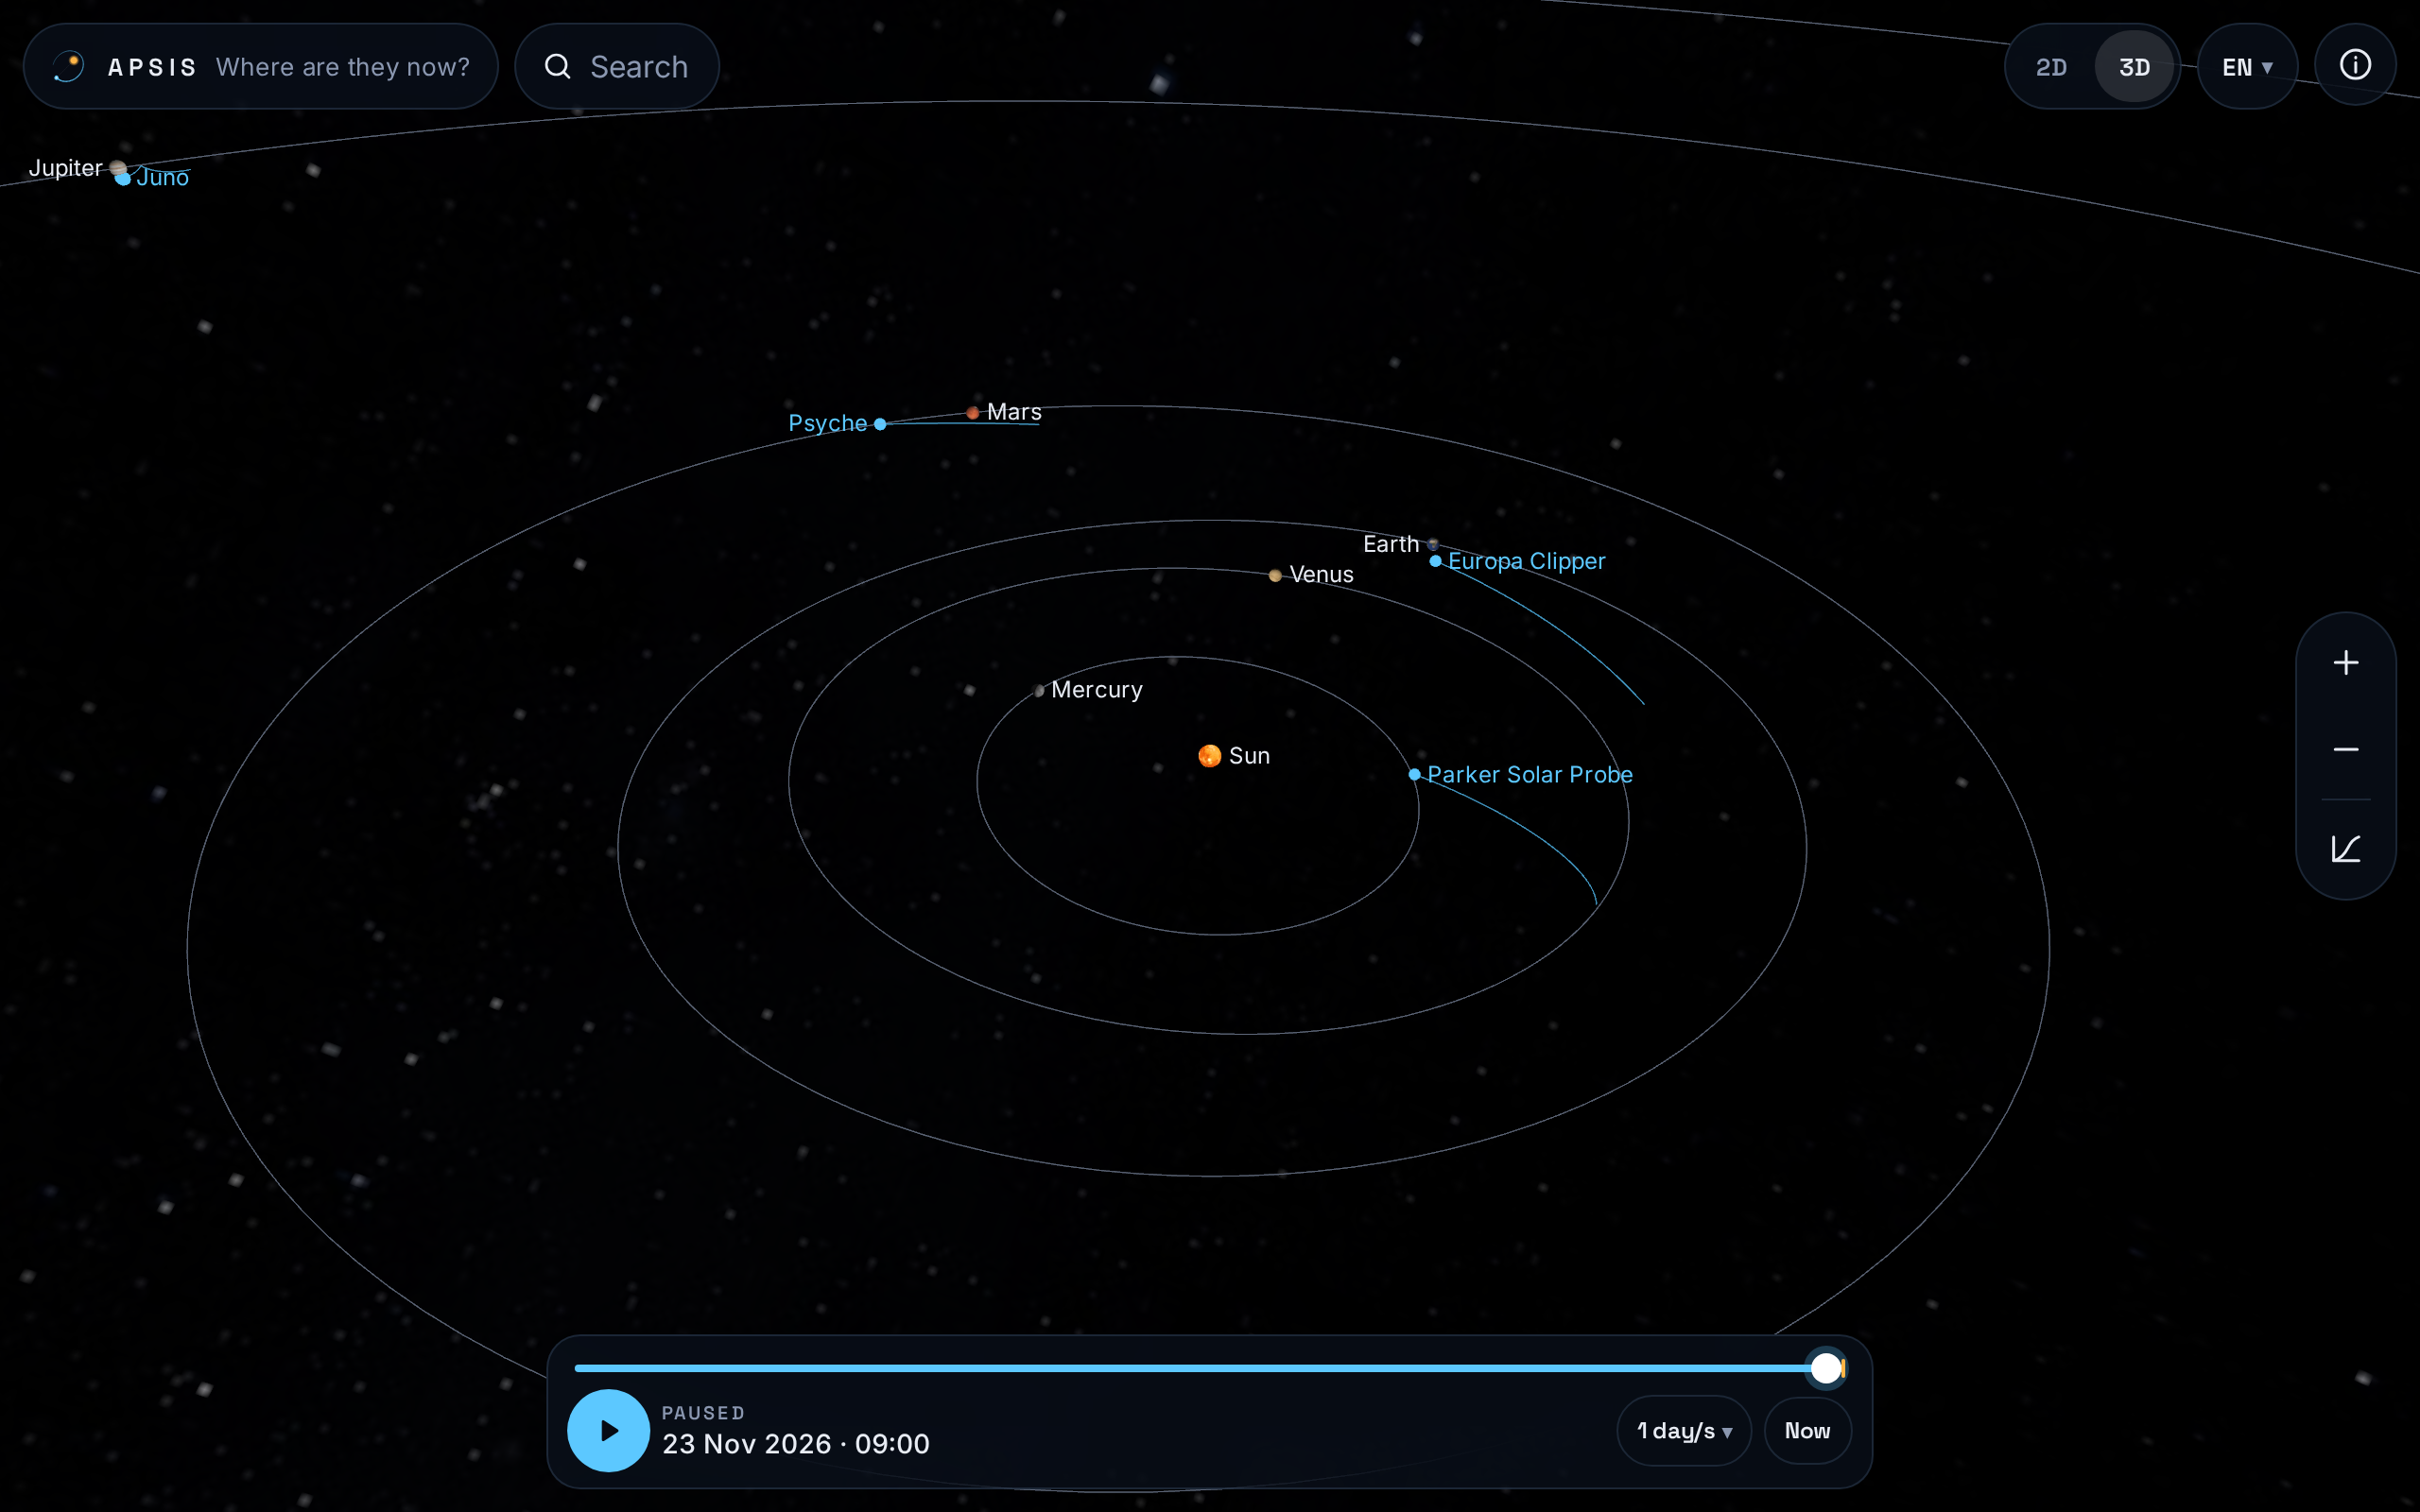 APSIS Where are they now?
Search
2D 3D EN
Jupiter
Juno
Mars
Psyche
Earth
Europa Clipper
Venus
Mercury
Sun
Parker Solar Probe
PAUSED
23 Nov 2026 · 09:00
1 day/s
Now